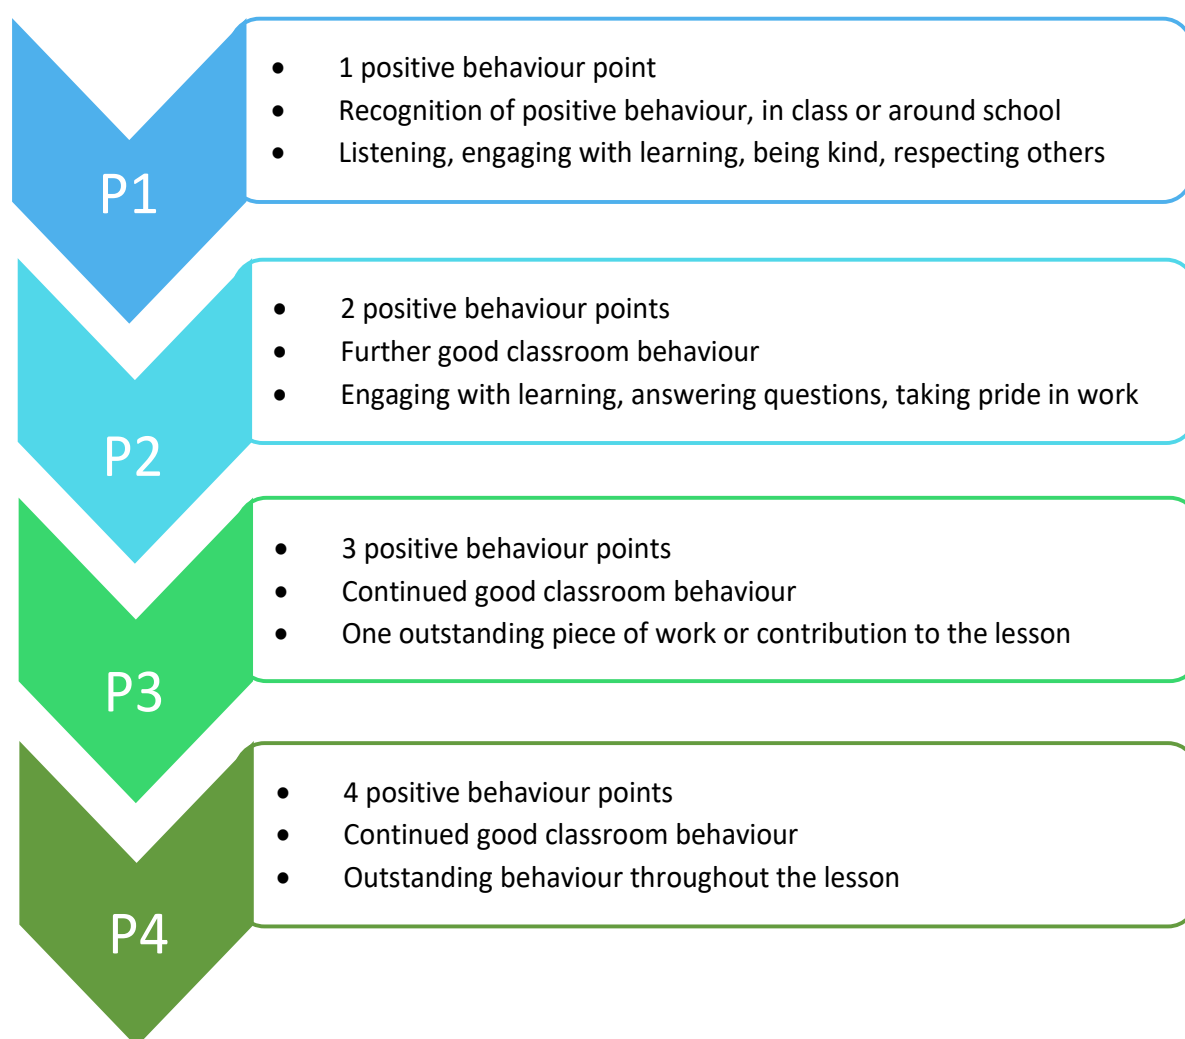 P1
• 1 positive behaviour point
• Recognition of positive behaviour, in class or around school
• Listening, engaging with learning, being kind, respecting others
P2
• 2 positive behaviour points
• Further good classroom behaviour
• Engaging with learning, answering questions, taking pride in work
P3
• 3 positive behaviour points
• Continued good classroom behaviour
• One outstanding piece of work or contribution to the lesson
P4
• 4 positive behaviour points
• Continued good classroom behaviour
• Outstanding behaviour throughout the lesson